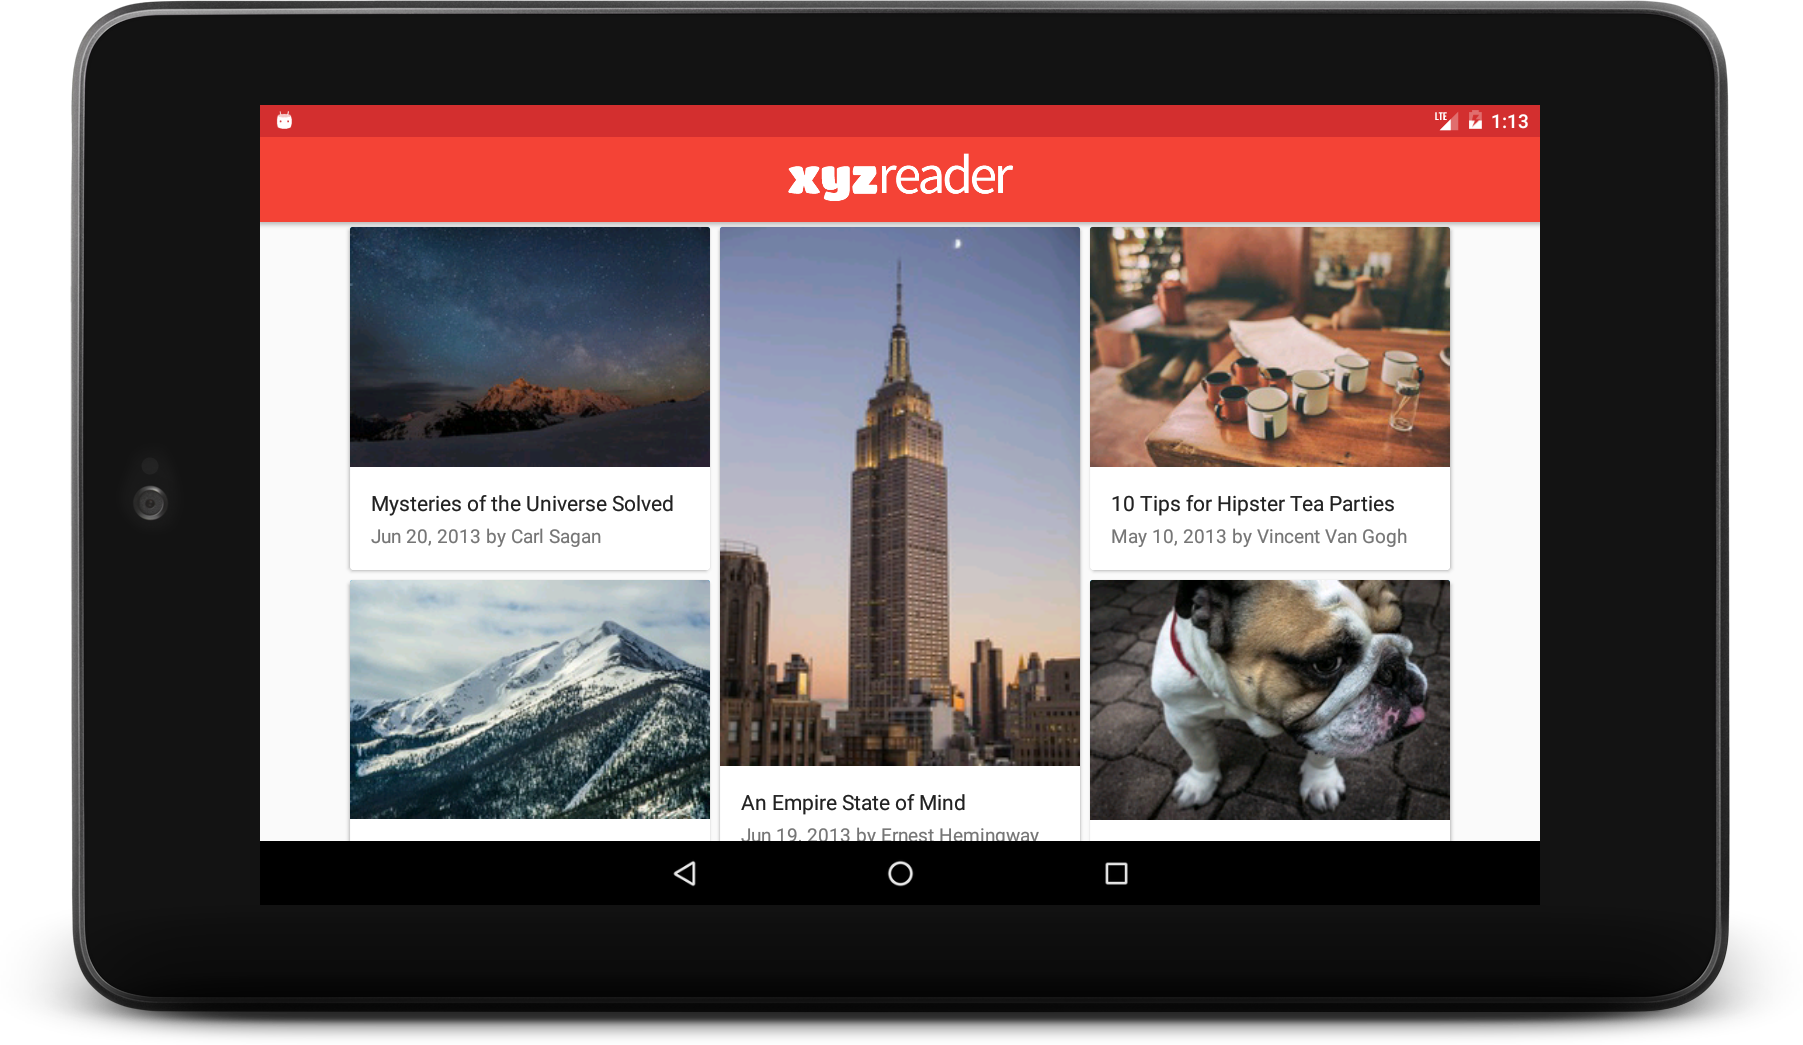 LTE 1:13
xyzreader
Mysteries of the Universe Solved
Jun 20, 2013 by Carl Sagan
An Empire State of Mind
Jun 19, 2013 by Ernest Hemingway
10 Tips for Hipster Tea Parties
May 10, 2013 by Vincent Van Gogh